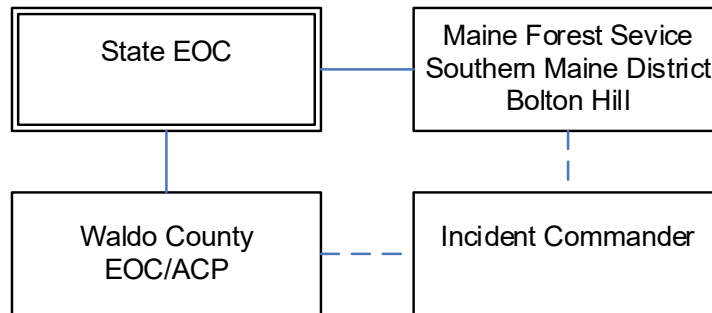 State EOC
Maine Forest Sevice
Southern Maine District
Bolton Hill
Waldo County
EOC/ACP
Incident Commander